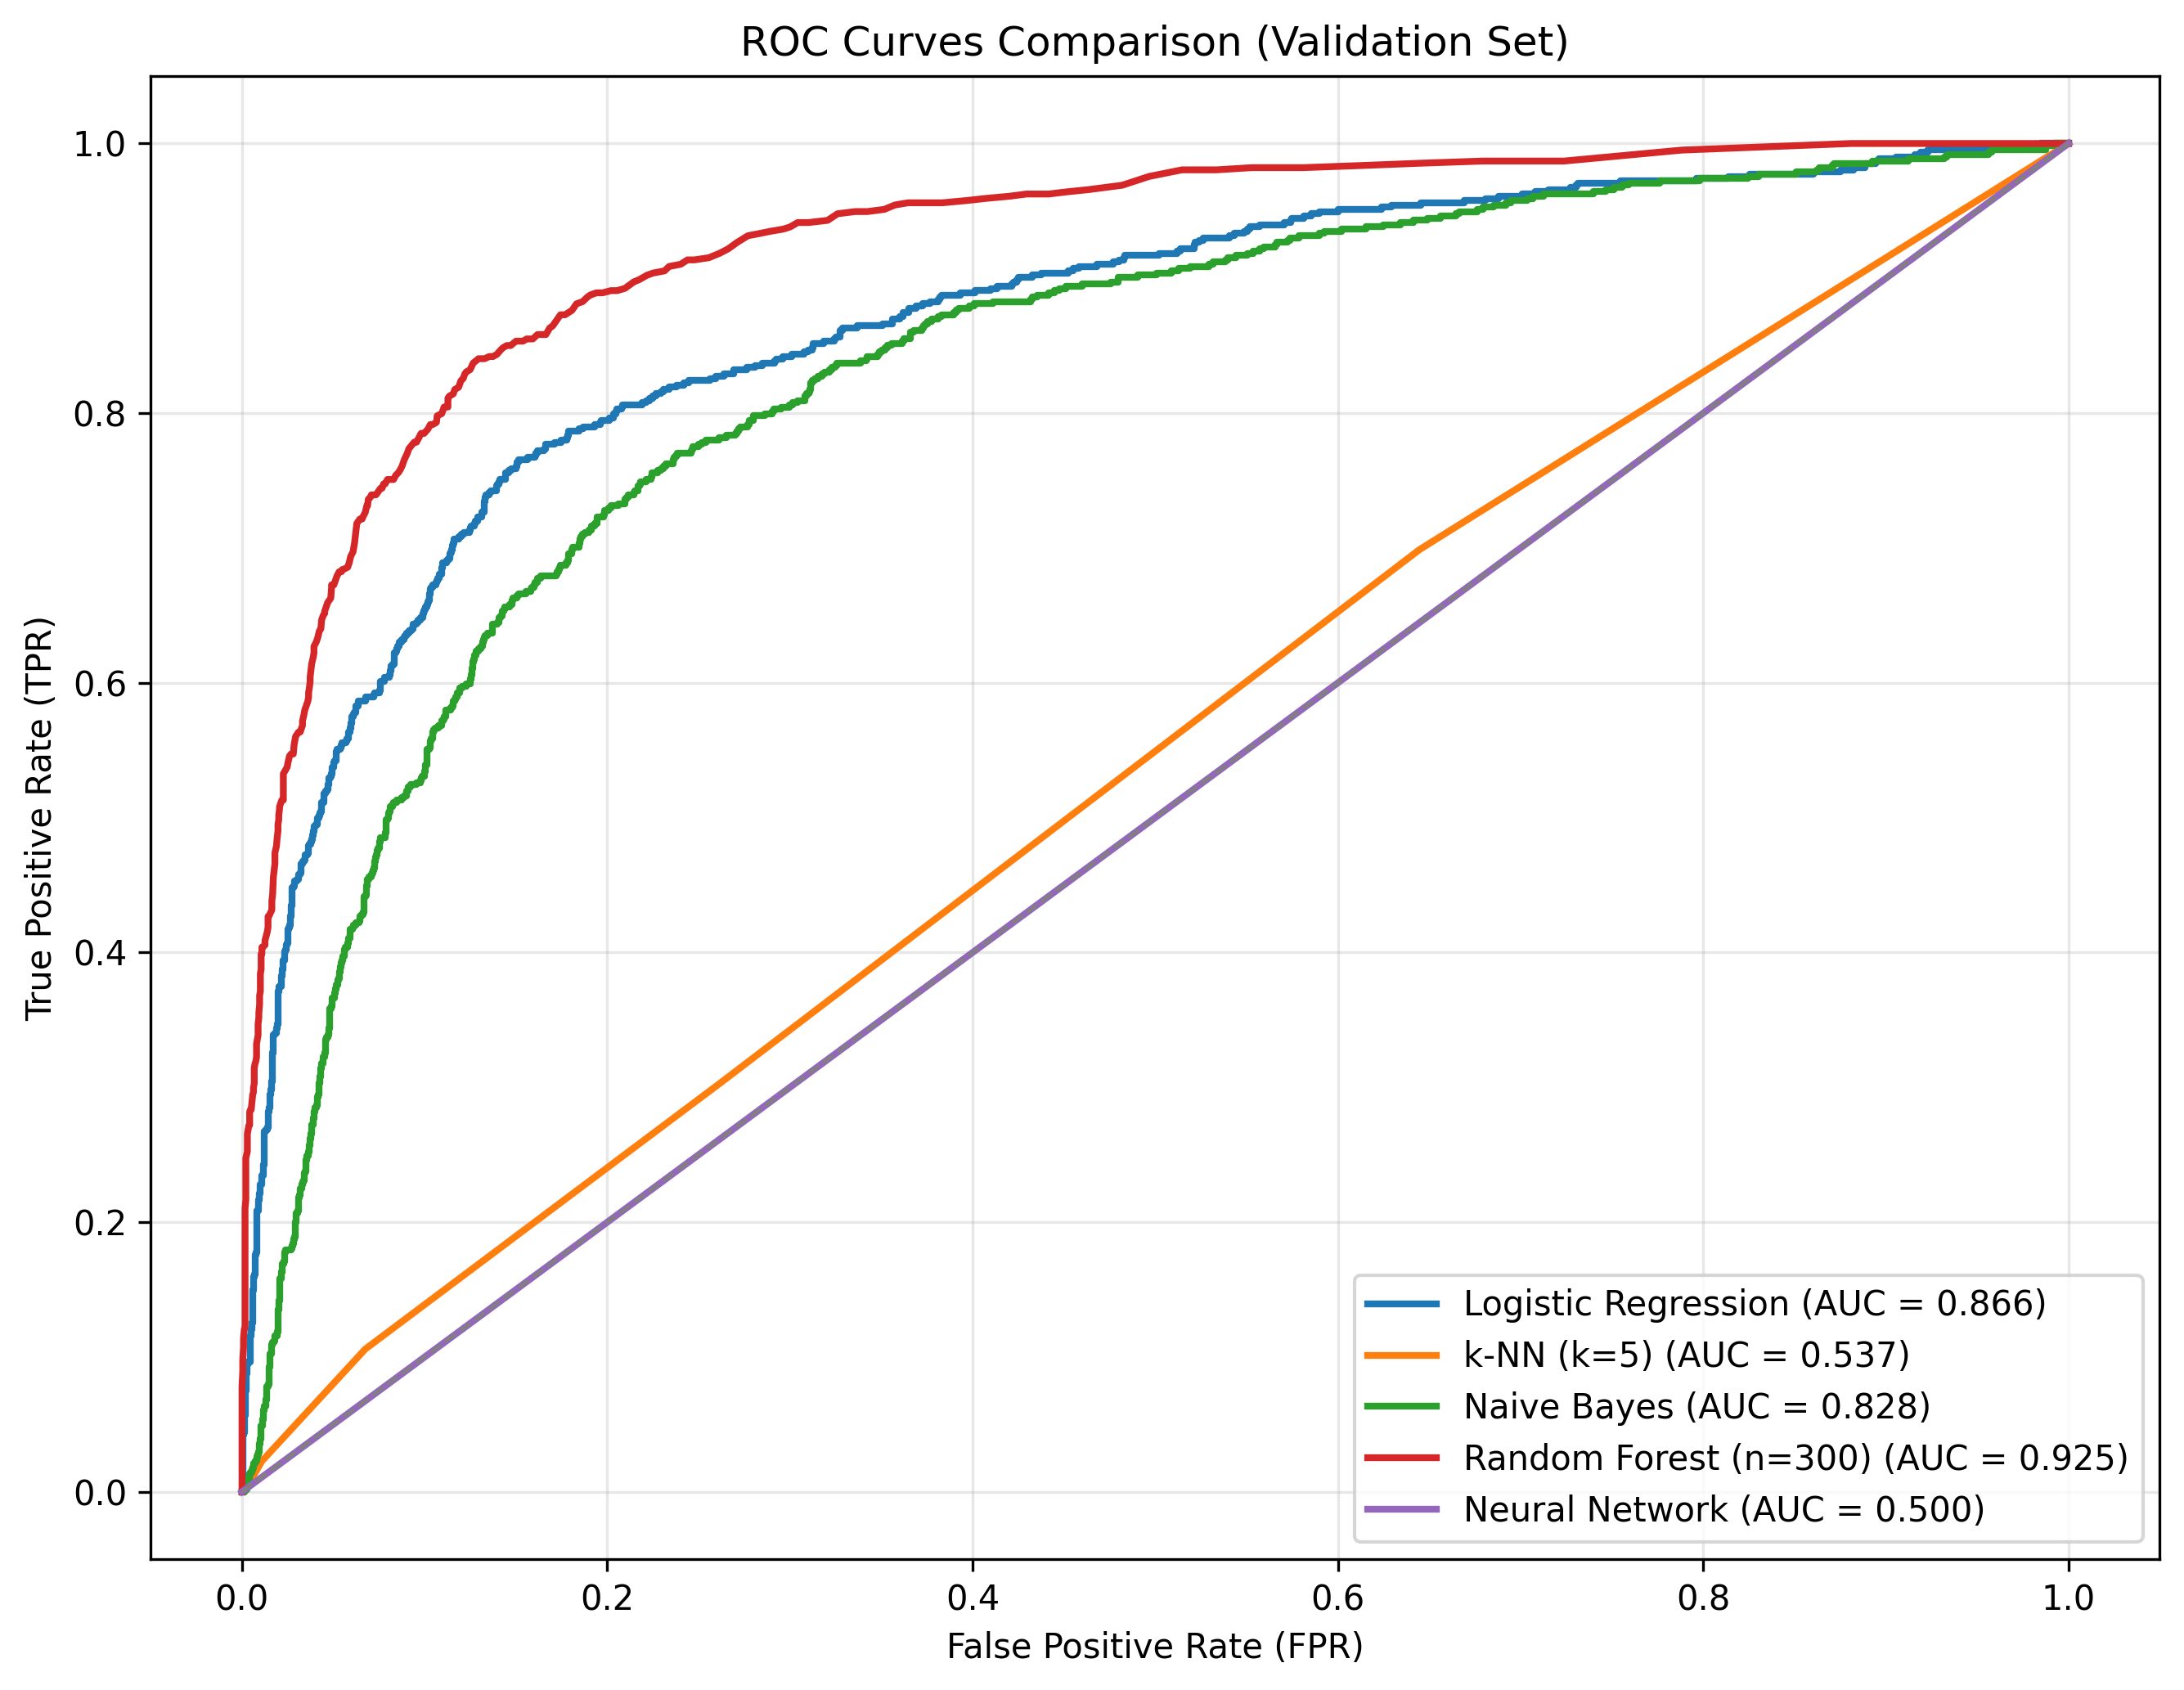 ROC Curves Comparison (Validation Set)
True Positive Rate (TPR)
1.0
0.8
0.6
0.4
0.2
0.0
0.0 0.2 0.4 0.6 0.8 1.0
False Positive Rate (FPR)
Logistic Regression (AUC = 0.866)
k-NN (k=5) (AUC = 0.537)
Naive Bayes (AUC = 0.828)
Random Forest (n=300) (AUC = 0.925)
Neural Network (AUC = 0.500)